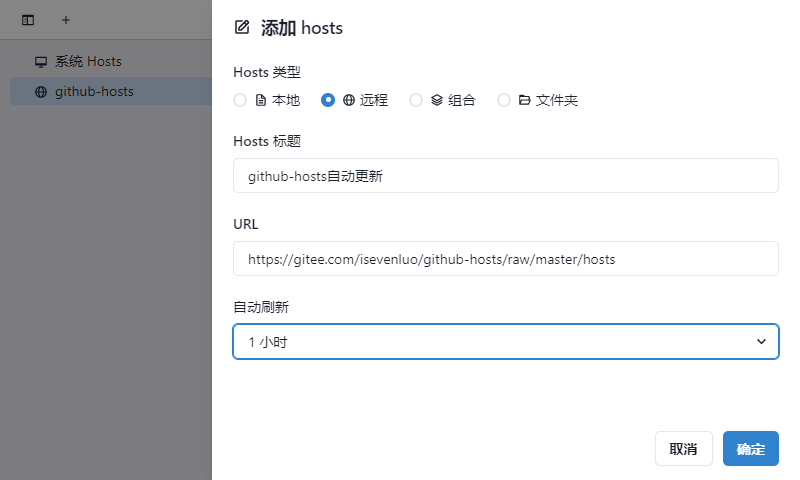 系统 Hosts
github-hosts
添加 hosts
Hosts 类型
本地 远程 组合 文件夹
Hosts 标题
github-hosts自动更新
URL
https://gitee.com/isevenluo/github-hosts/raw/master/hosts
自动刷新
1 小时
取消 确定